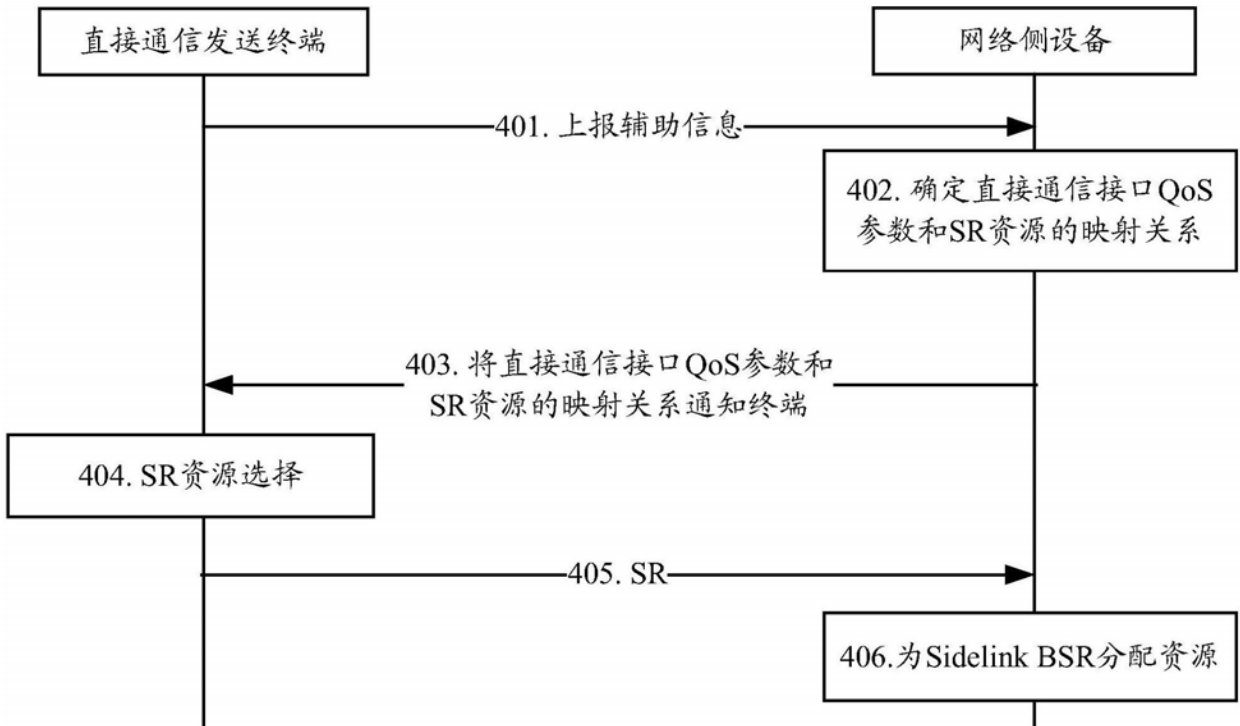 直接通信发送终端
网络侧设备
401. 上报辅助信息
402. 确定直接通信接口QoS
参数和SR资源的映射关系
403. 将直接通信接口QoS参数和
SR资源的映射关系通知终端
404. SR资源选择
405. SR
406.为Sidelink BSR分配资源